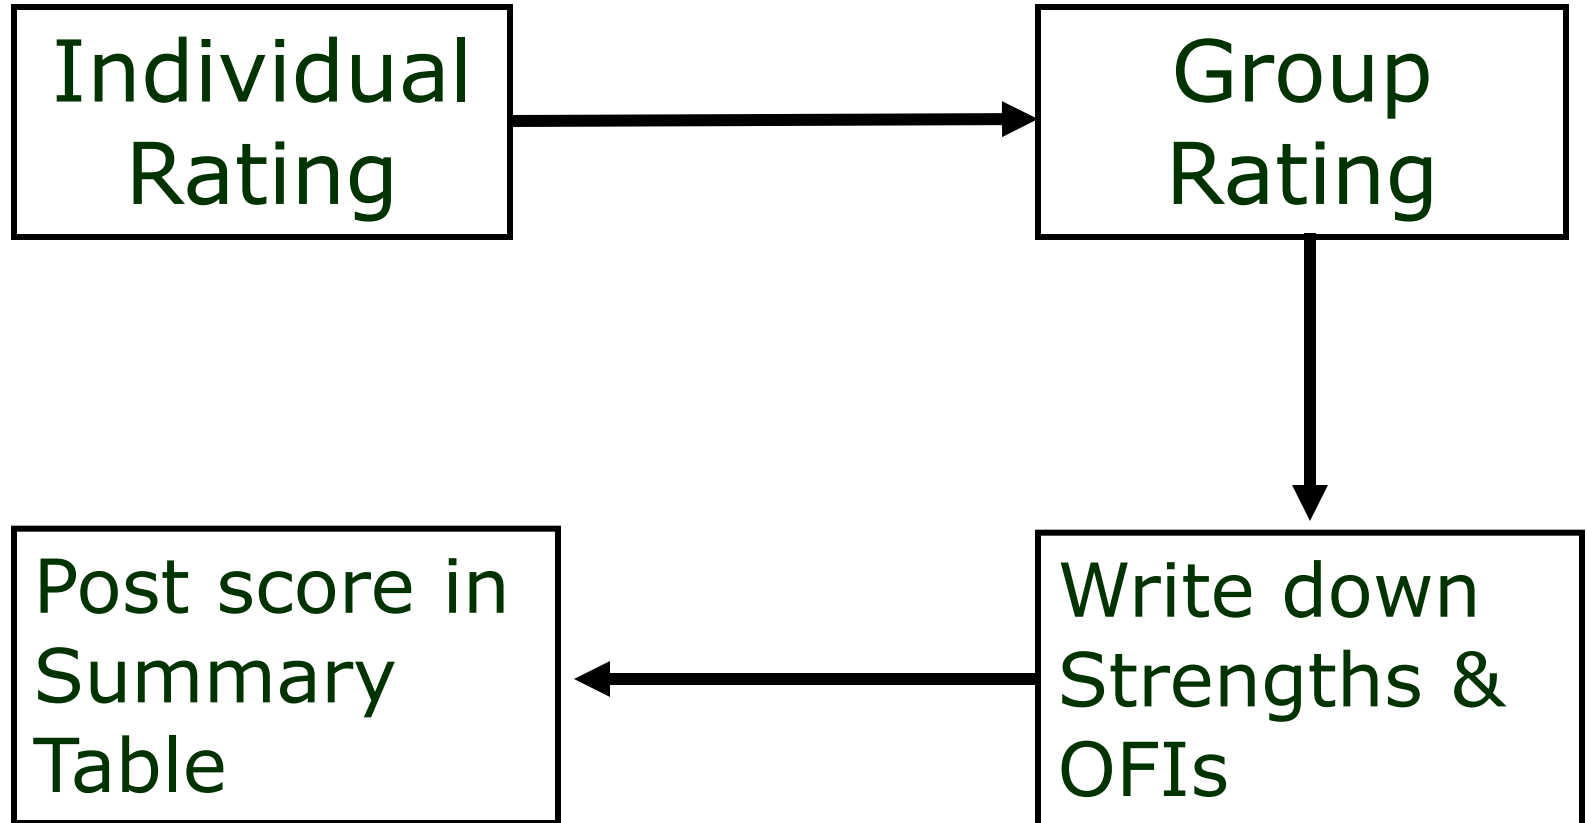 Individual
Rating
Group
Rating
Write down
Strengths &
OFIs
Post score in
Summary
Table